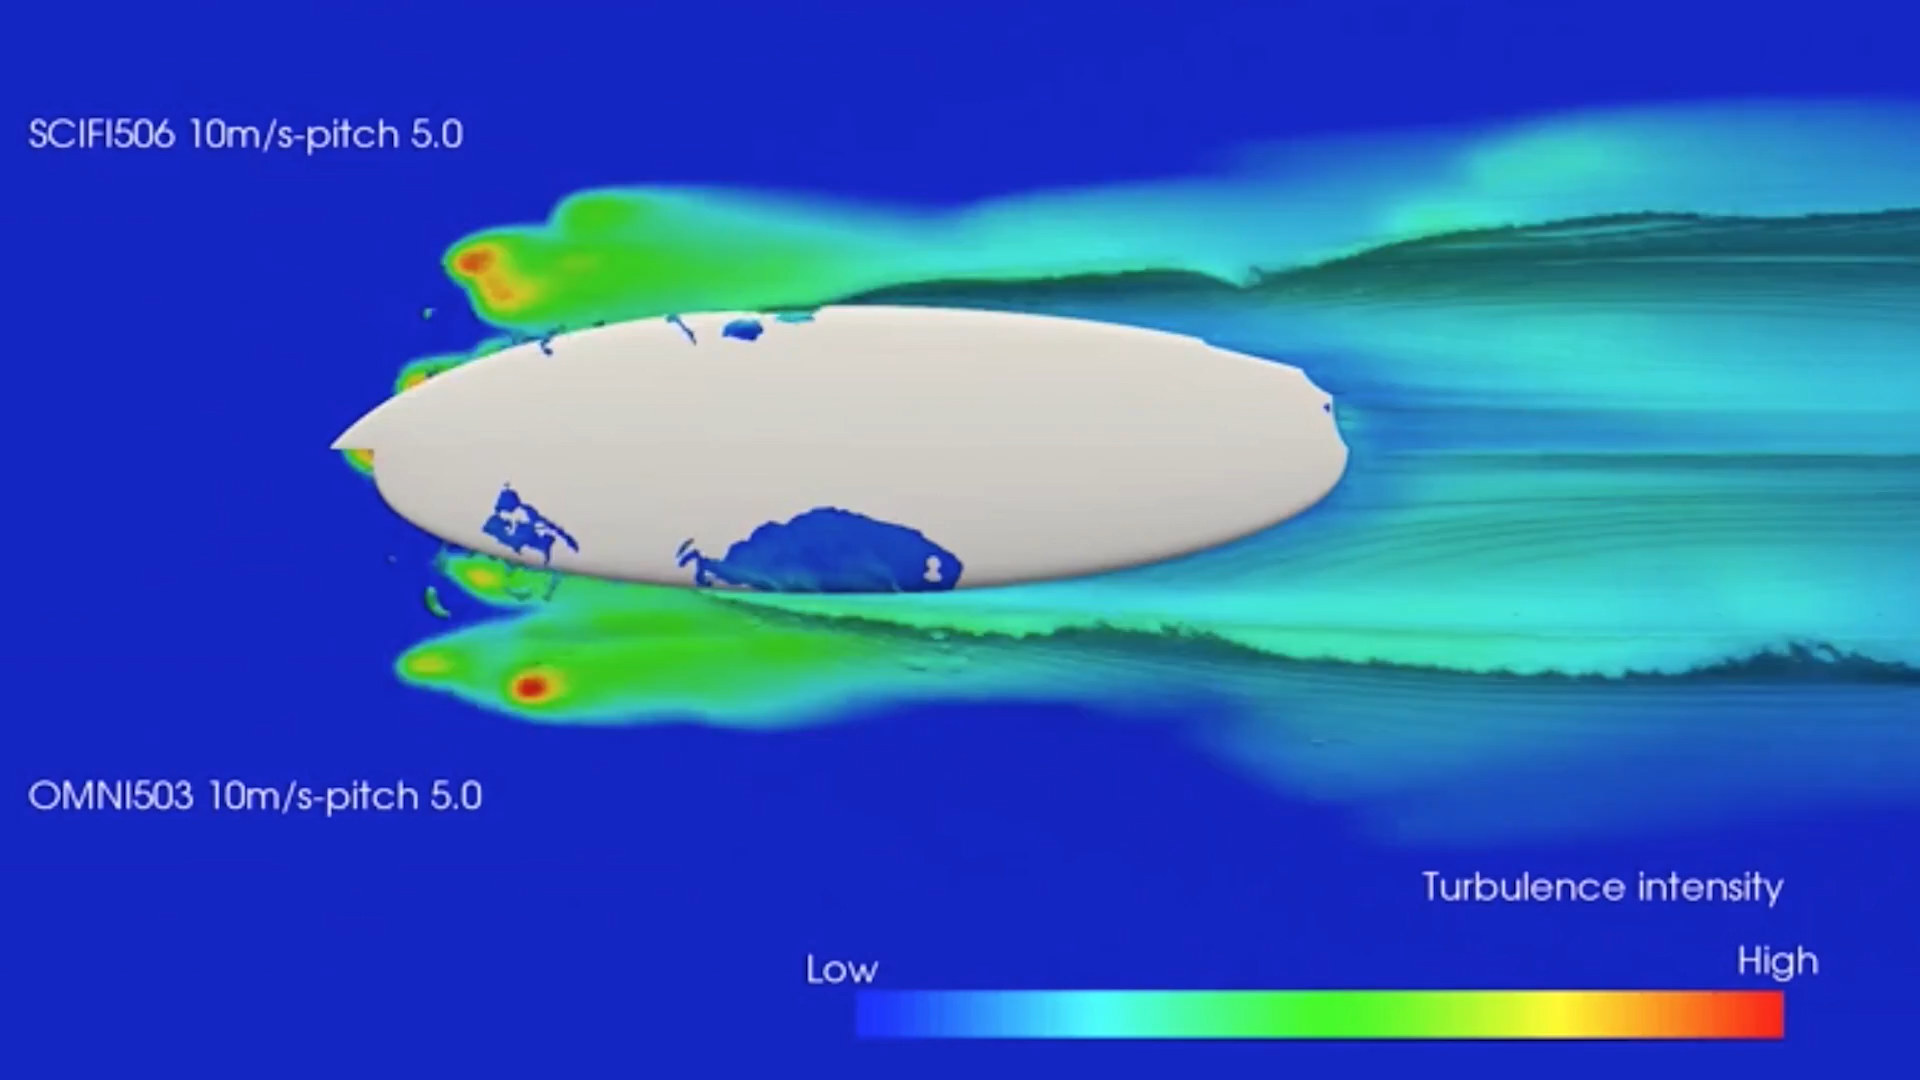 SCIFI506 10m/s-pitch 5.0
OMNI503 10m/s-pitch 5.0
Turbulence intensity
Low
High